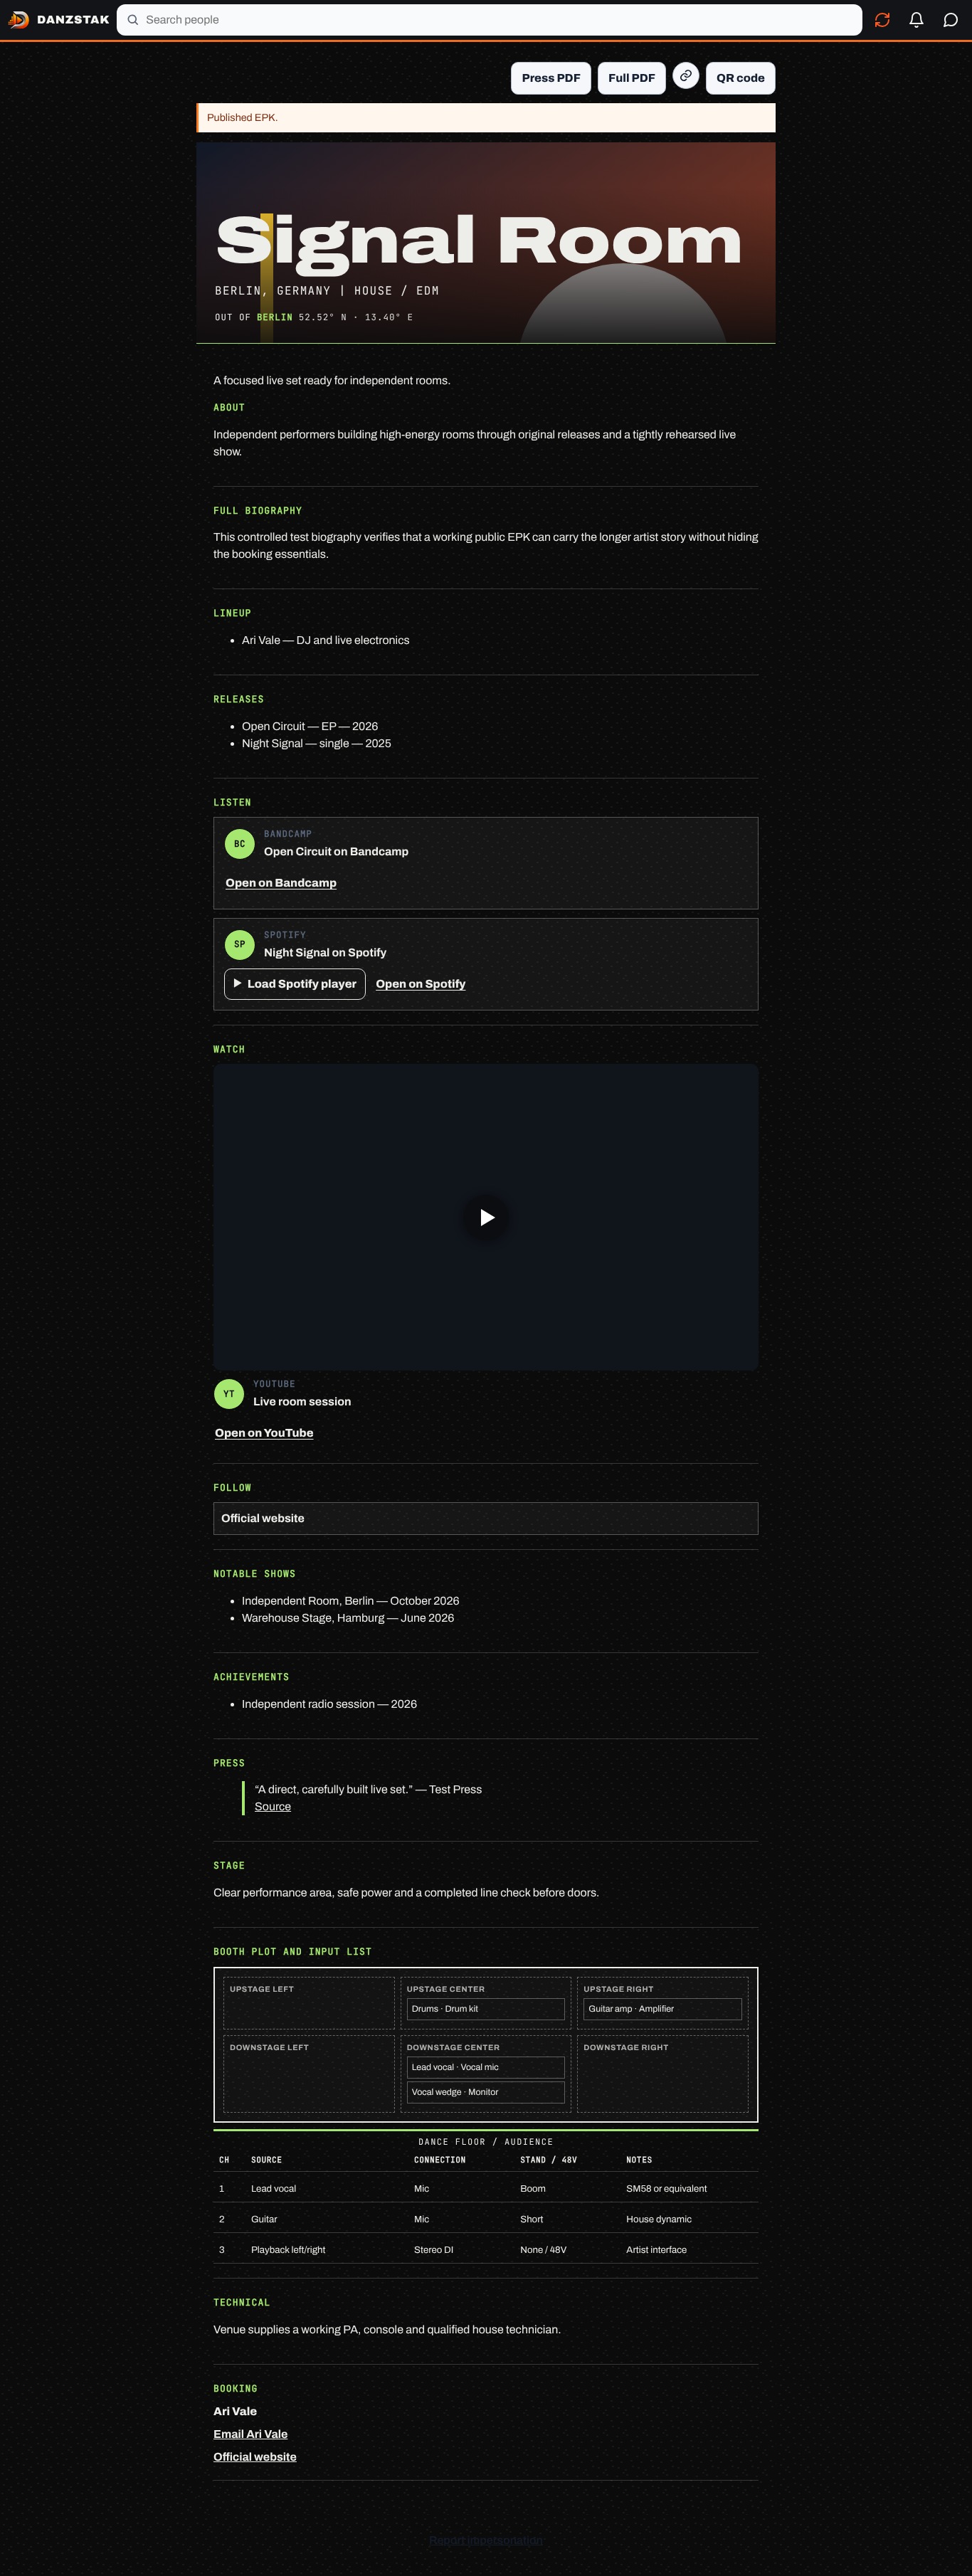 DANZSTAK
Search people
Press PDF
Full PDF
QR code
Published EPK.
Signal Room
BERLIN, GERMANY | HOUSE / EDM
OUT OF BERLIN 52.52° N · 13.40° E
A focused live set ready for independent rooms.
ABOUT
Independent performers building high-energy rooms through original releases and a tightly rehearsed live
show.
FULL BIOGRAPHY
This controlled test biography verifies that a working public EPK can carry the longer artist story without hiding
the booking essentials.
LINEUP
• Ari Vale — DJ and live electronics
RELEASES
• Open Circuit — EP — 2026
• Night Signal — single — 2025
LISTEN
BC
BANDCAMP
Open Circuit on Bandcamp
Open on Bandcamp
SP
SPOTIFY
Night Signal on Spotify
Load Spotify player
Open on Spotify
WATCH
YT
YOUTUBE
Live room session
Open on YouTube
FOLLOW
Official website
NOTABLE SHOWS
• Independent Room, Berlin — October 2026
• Warehouse Stage, Hamburg — June 2026
ACHIEVEMENTS
• Independent radio session — 2026
PRESS
“A direct, carefully built live set.” — Test Press
Source
STAGE
Clear performance area, safe power and a completed line check before doors.
BOOTH PLOT AND INPUT LIST
UPSTAGE LEFT
UPSTAGE CENTER
Drums · Drum kit
UPSTAGE RIGHT
Guitar amp · Amplifier
DOWNSTAGE LEFT
DOWNSTAGE CENTER
Lead vocal · Vocal mic
Vocal wedge · Monitor
DOWNSTAGE RIGHT
DANCE FLOOR / AUDIENCE
CH SOURCE CONNECTION STAND / 48V NOTES
1 Lead vocal Mic Boom SM58 or equivalent
2 Guitar Mic Short House dynamic
3 Playback left/right Stereo DI None / 48V Artist interface
TECHNICAL
Venue supplies a working PA, console and qualified house technician.
BOOKING
Ari Vale
Email Ari Vale
Official website
Report impersonation